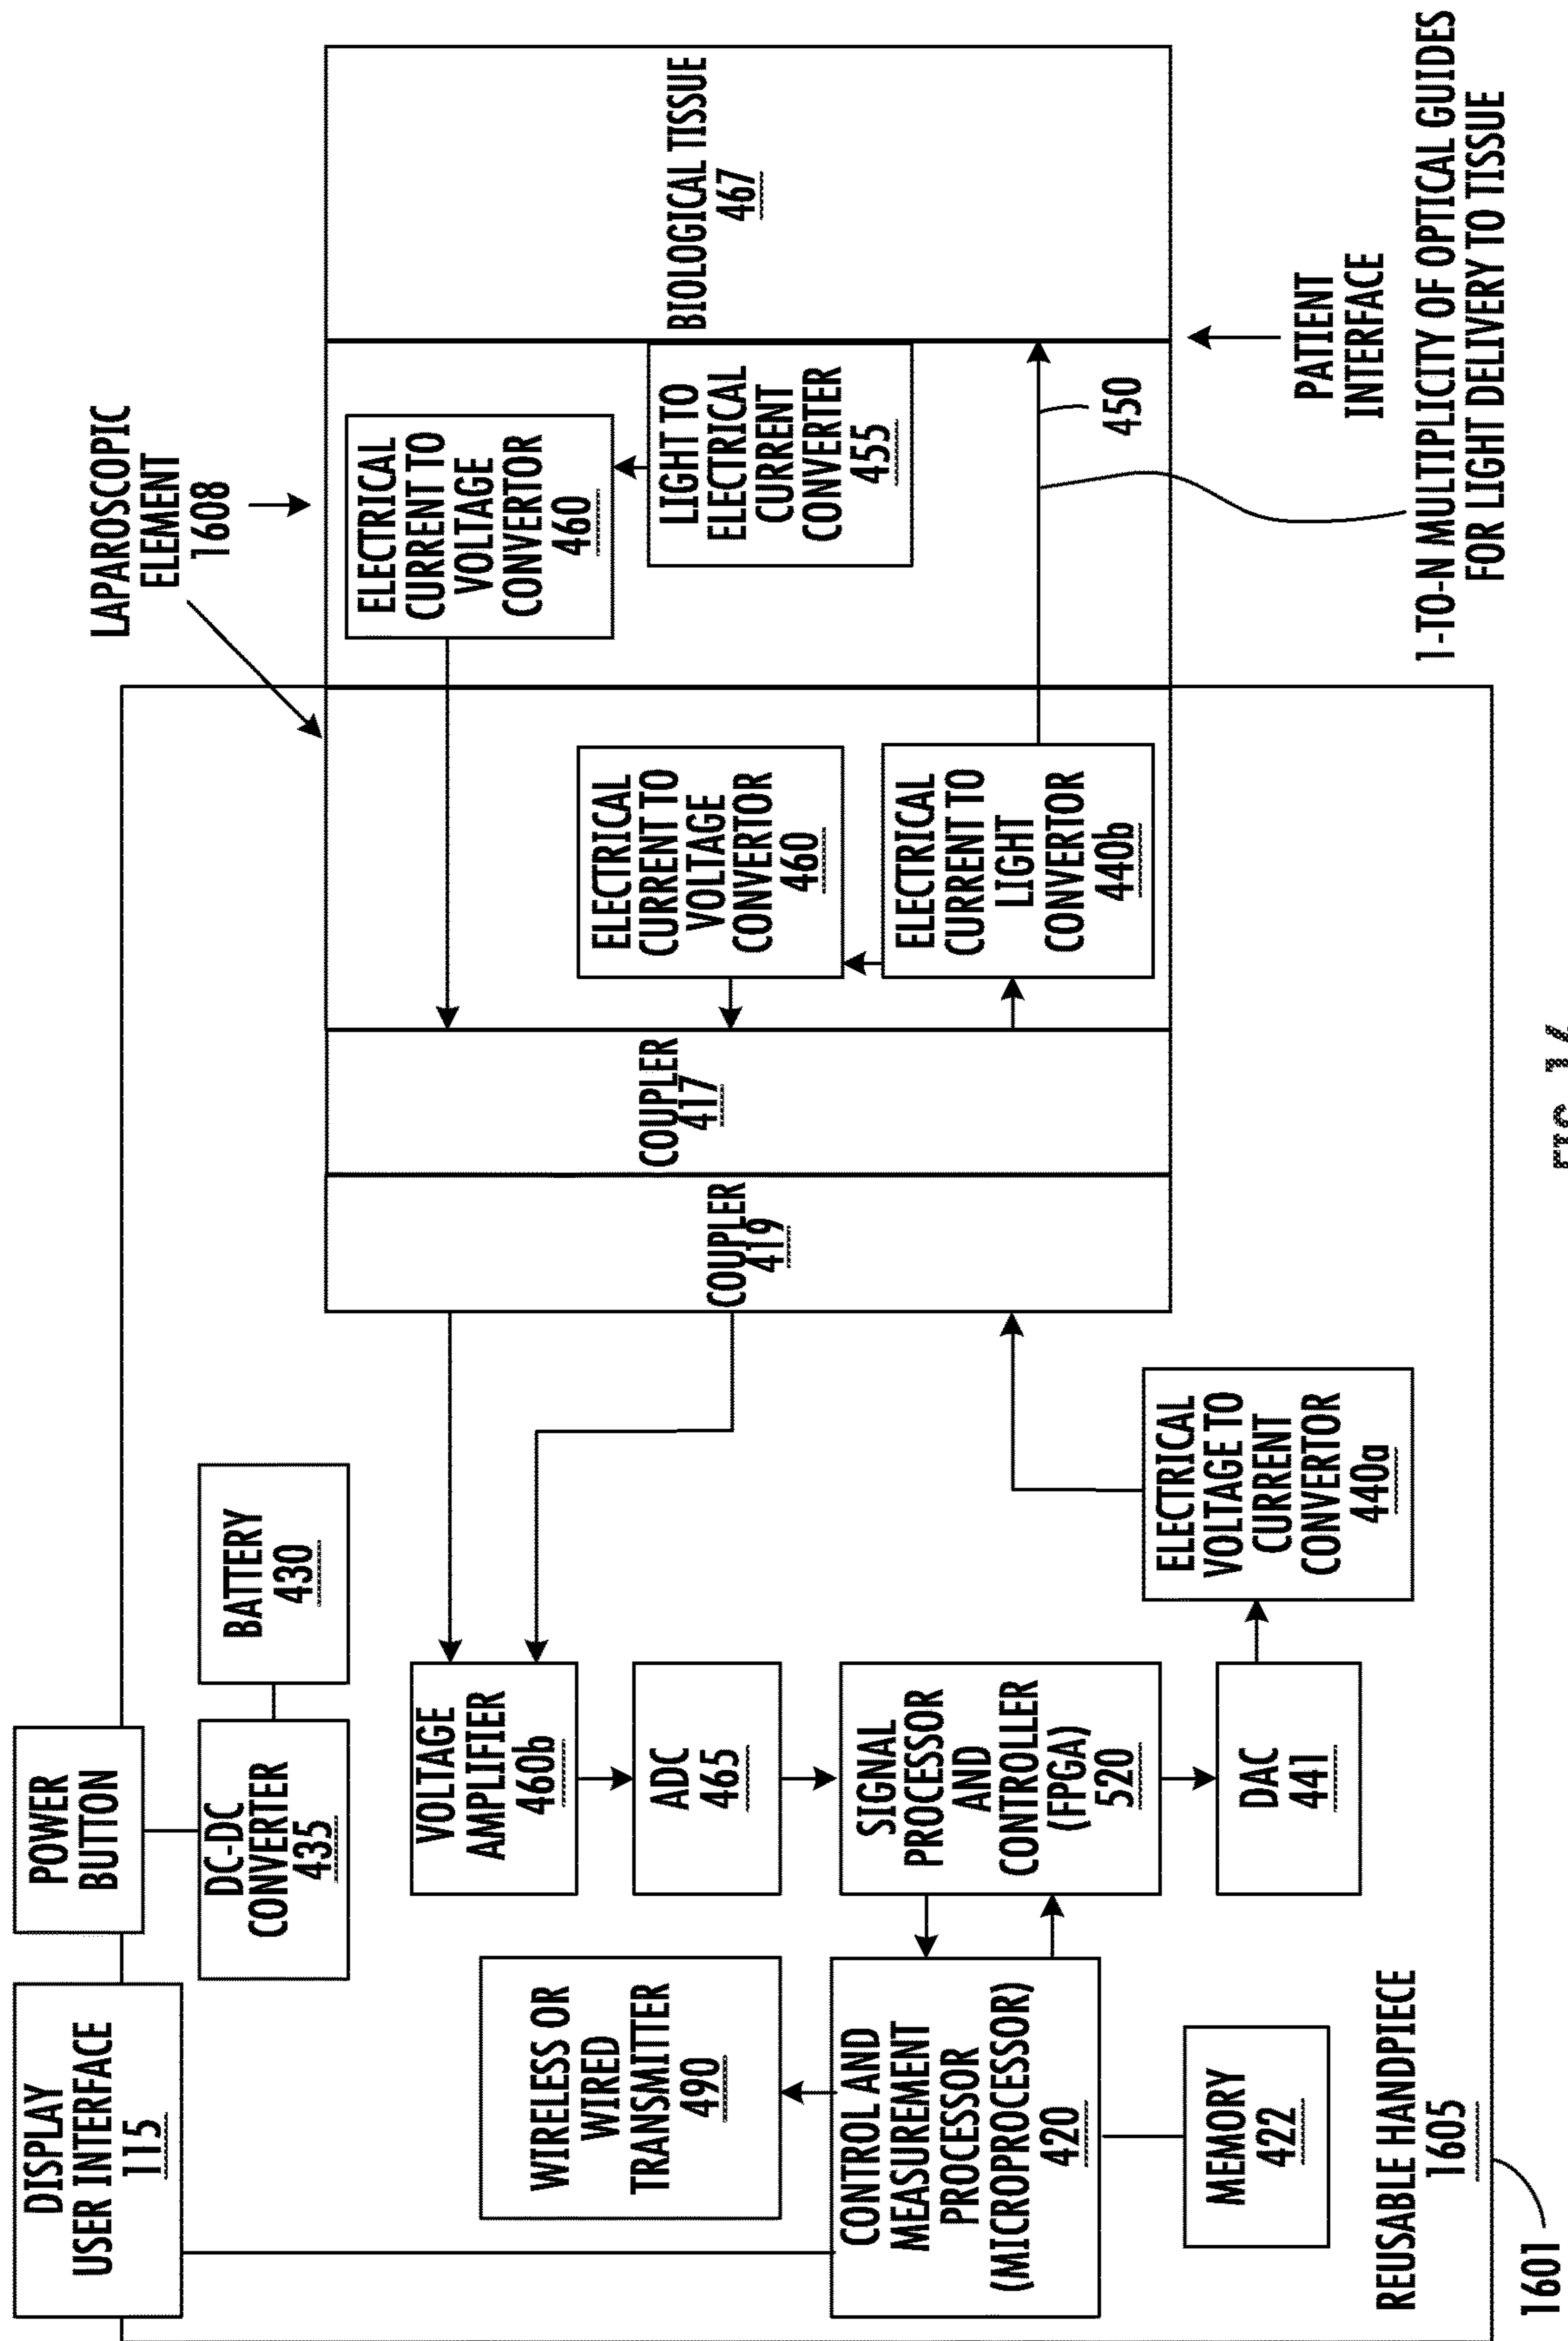 DISPLAY
USER INTERFACE
115
POWER
BUTTON
DC-DC
CONVERTER
435
BATTERY
430
LAPAROSCOPIC
ELEMENT
1608
WIRELESS OR
WIRED
TRANSMITTER
490
VOLTAGE
AMPLIFIER
460b
ADC
465
CONTROL AND
MEASUREMENT
PROCESSOR
(MICROPROCESSOR)
420
SIGNAL
PROCESSOR
AND
CONTROLLER
(FPGA)
520
MEMORY
422
DAC
441
ELECTRICAL
VOLTAGE TO
CURRENT
CONVERTOR
440a
COUPLER
419
COUPLER
417
ELECTRICAL
CURRENT TO
VOLTAGE
CONVERTOR
460
ELECTRICAL
CURRENT TO
LIGHT
CONVERTOR
440b
ELECTRICAL
CURRENT TO
VOLTAGE
CONVERTOR
460
LIGHT TO
ELECTRICAL
CURRENT
CONVERTER
455
BIOLOGICAL TISSUE
467
450
PATIENT
INTERFACE
1-TO-N MULTIPLICITY OF OPTICAL GUIDES
FOR LIGHT DELIVERY TO TISSUE
REUSABLE HANDPIECE
1605
1601